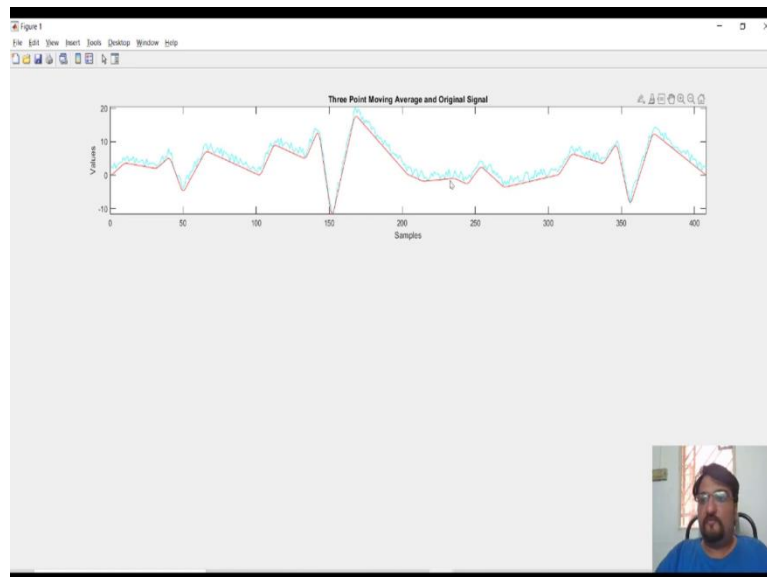 Figure 1
File Edit View Insert Tools Desktop Window Help
Three Point Moving Average and Original Signal
20
10
0
-10
Values
0 50 100 150 200 250 300 350 400
Samples